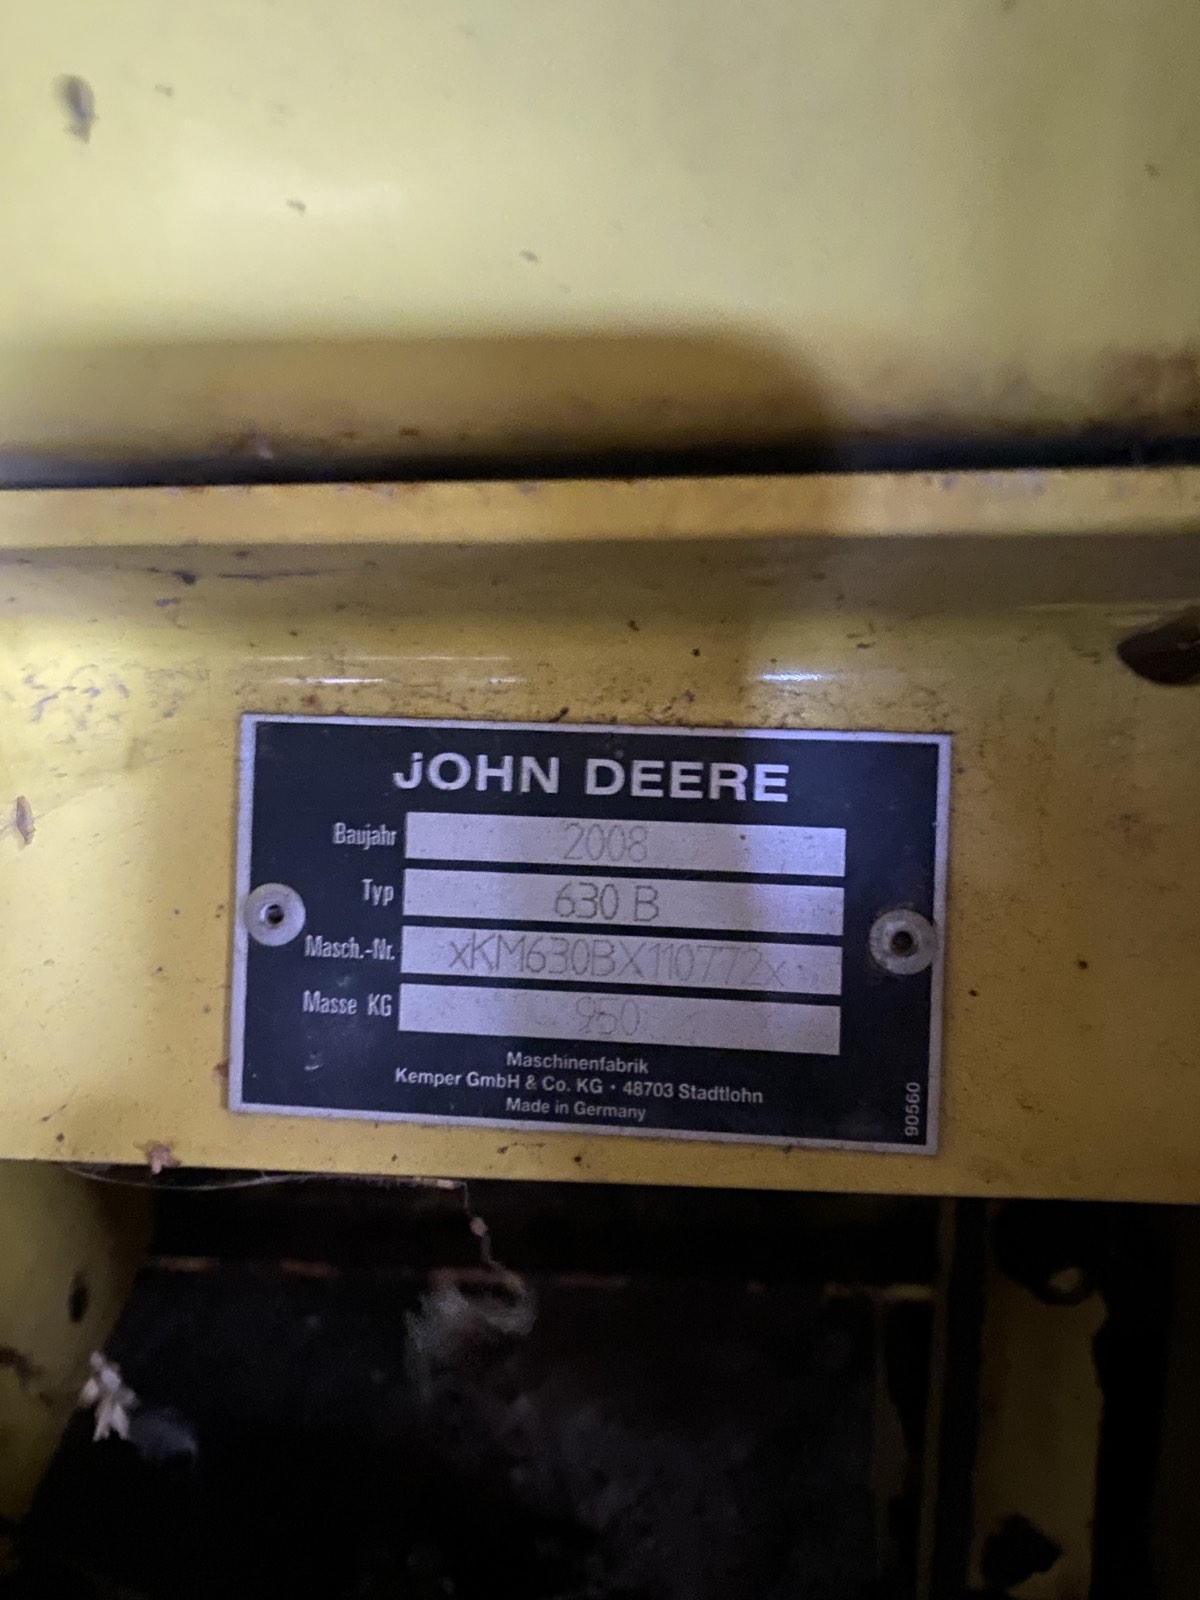 JOHN DEERE
Baujahr 2008
Typ 630 B
Masch.-Nr. xKM630BX110772x
Masse KG 950
Maschinenfabrik
Kemper GmbH & Co. KG · 48703 Stadtlohn
Made in Germany
90560